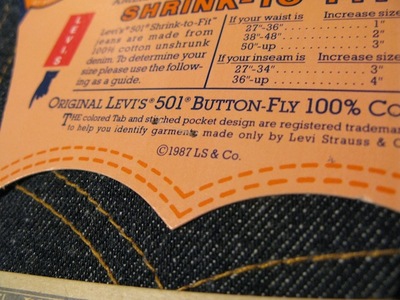 SHRINK-TO-FIT
Levi's® 501® Shrink-to-Fit™
jeans are made from
100% cotton unshrunk
denim. To determine your
size please use the follow-
ing as a guide.
LEVI'S
If your waist is Increase size
27"-36" 1"
38"-48" 2"
50"-up 3"
If your inseam is Increase size
27"-34" 3"
36"-up 4"
ORIGINAL LEVI'S® 501® BUTTON-FLY 100% CO
THE colored Tab and stitched pocket design are registered tradema
to help you identify garments made only by Levi Strauss & C
©1987 LS & Co.